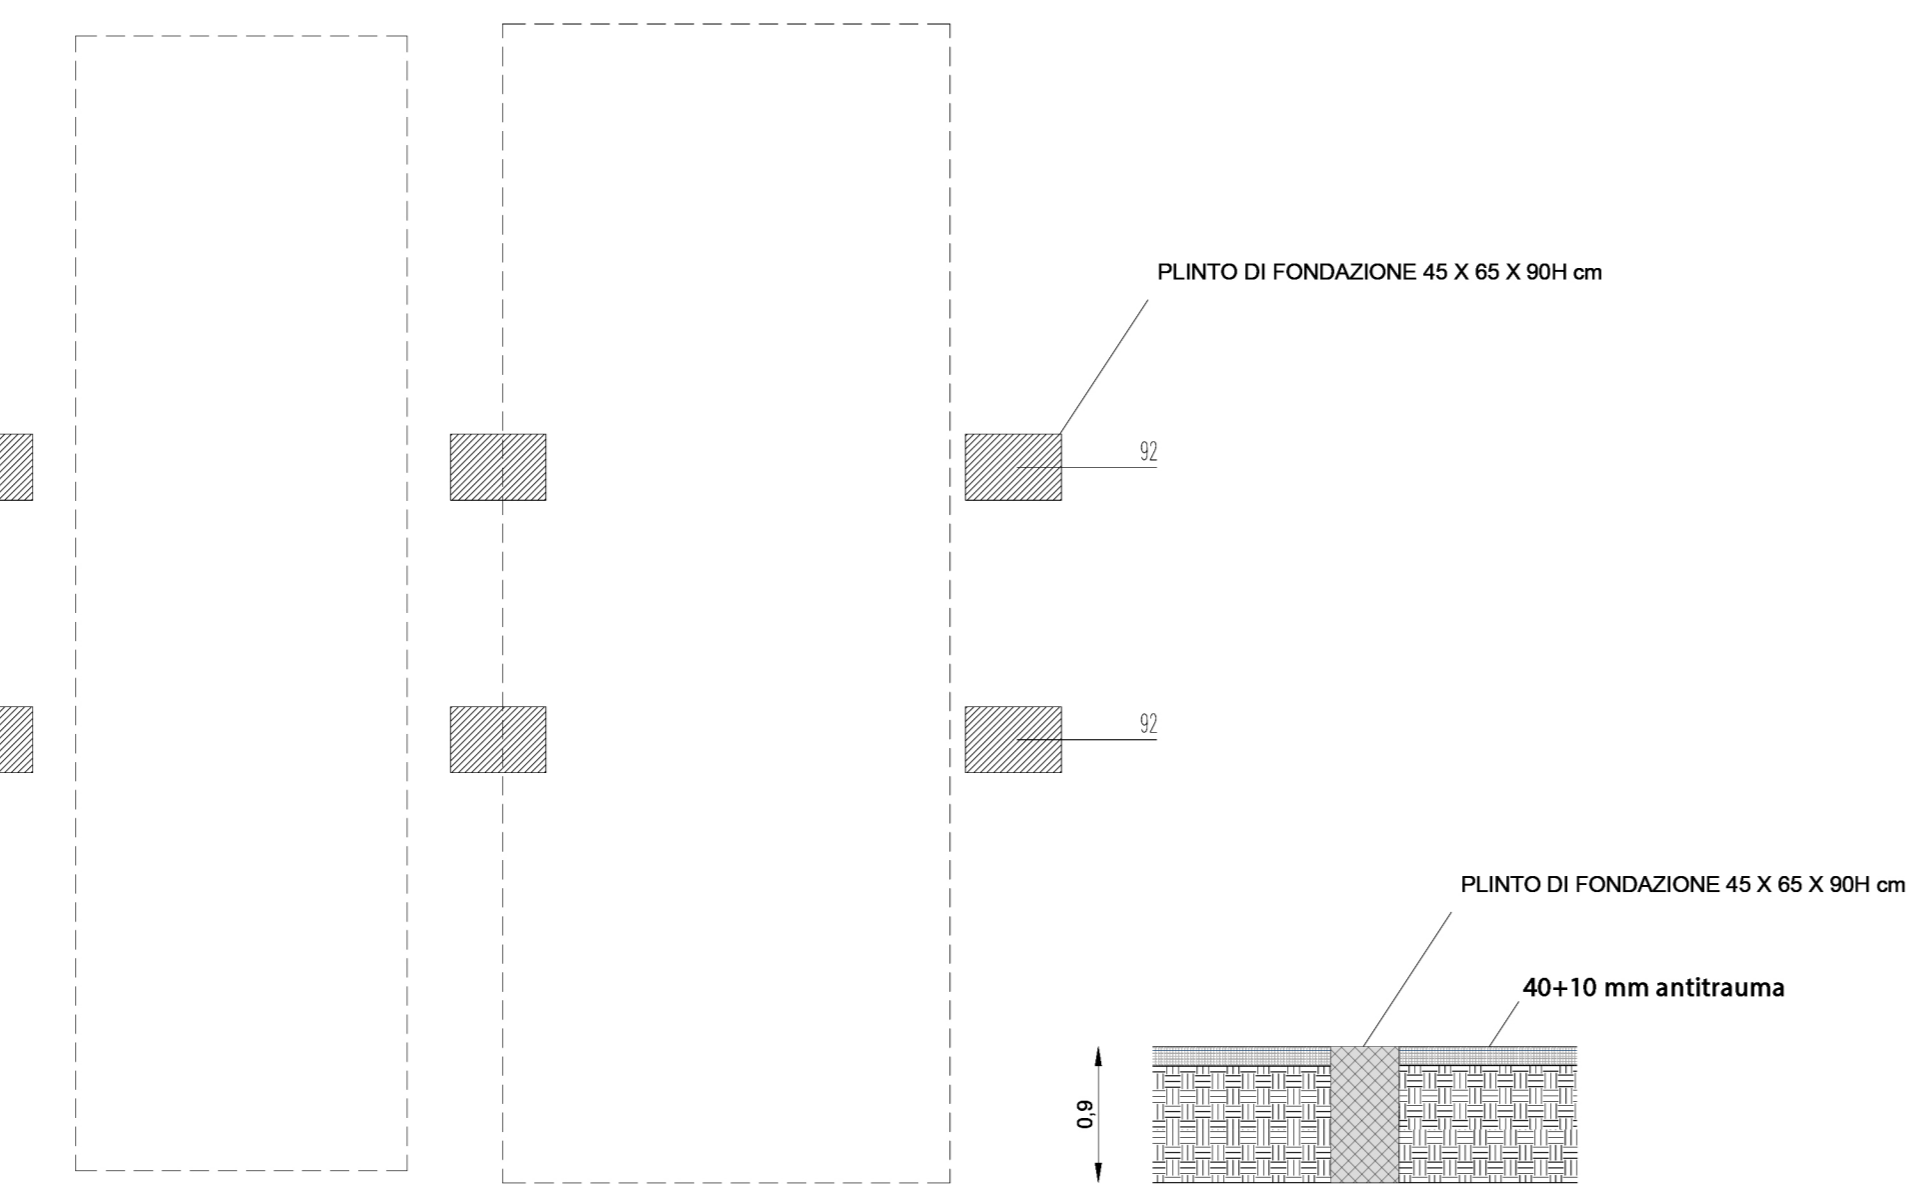 PLINTO DI FONDAZIONE 45 X 65 X 90H cm
92
92
PLINTO DI FONDAZIONE 45 X 65 X 90H cm
40+10 mm antitrauma
0,9